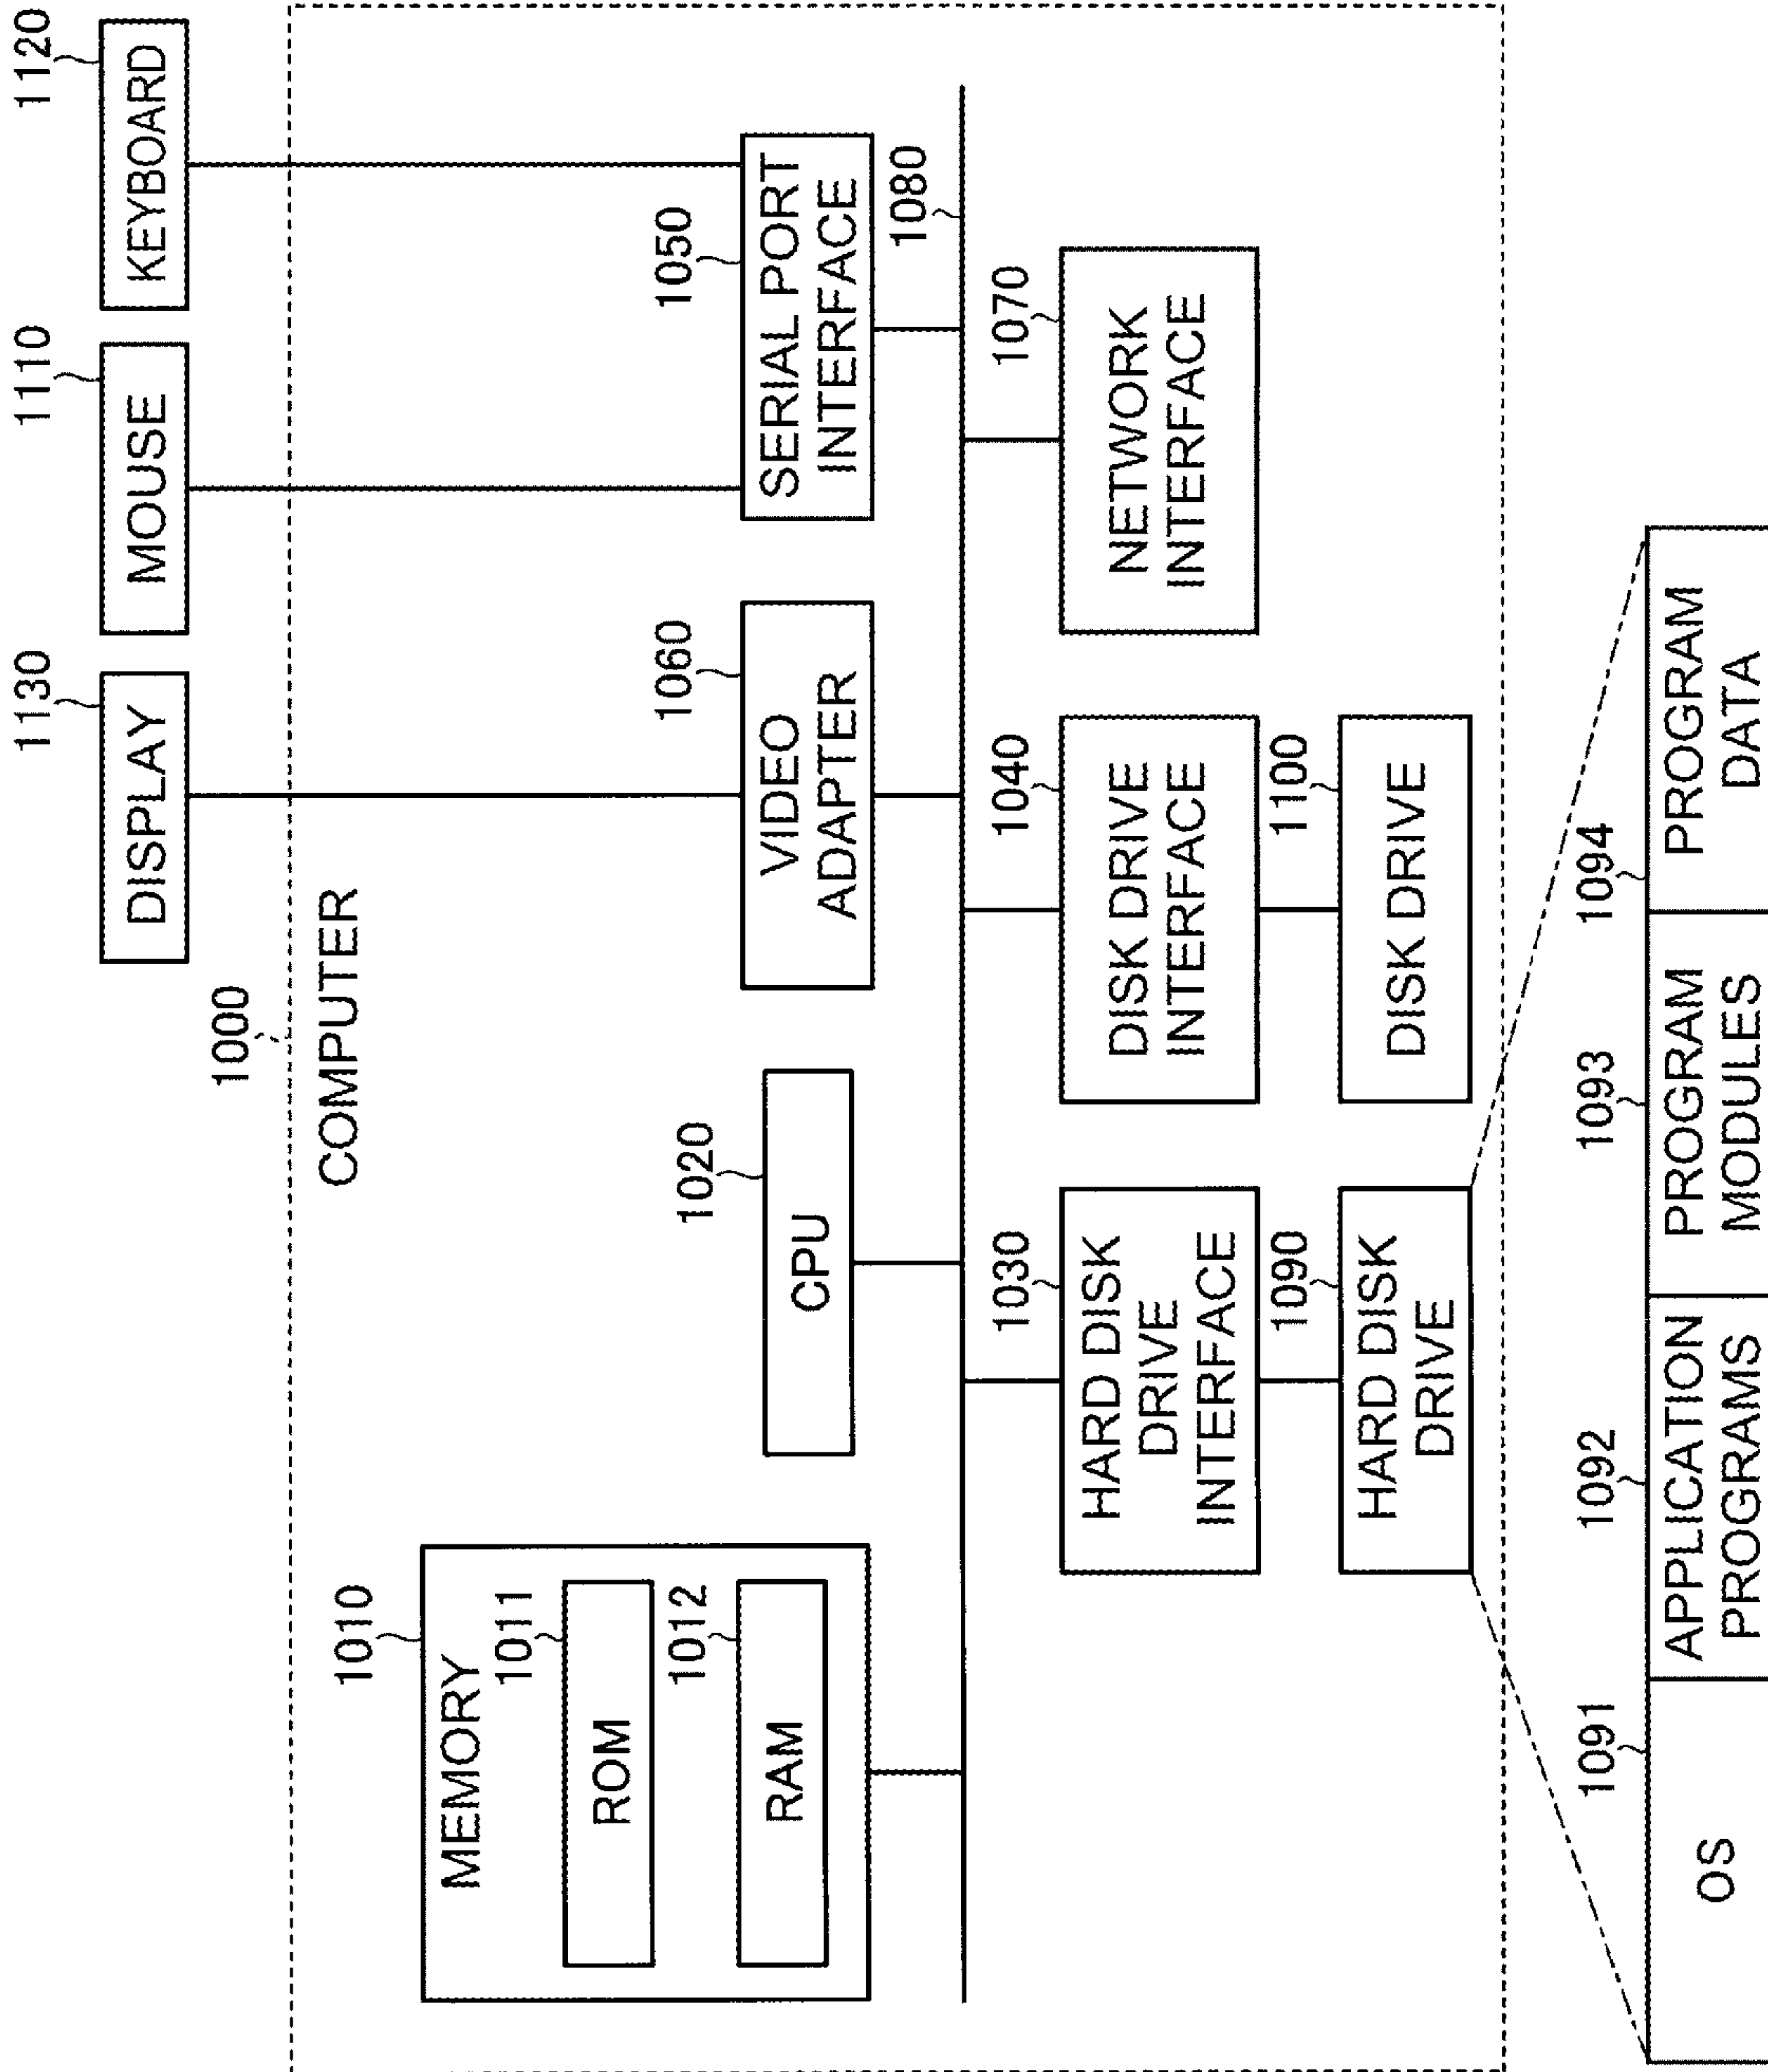 1130
DISPLAY
1110
MOUSE
1120
KEYBOARD
1000
COMPUTER
1010
MEMORY
1011
ROM
1012
RAM
1020
CPU
1060
VIDEO
ADAPTER
1050
SERIAL PORT
INTERFACE
1080
1030
HARD DISK
DRIVE
INTERFACE
1040
DISK DRIVE
INTERFACE
1070
NETWORK
INTERFACE
1090
HARD DISK
DRIVE
1100
DISK DRIVE
1091
OS
1092
APPLICATION
PROGRAMS
1093
PROGRAM
MODULES
1094
PROGRAM
DATA